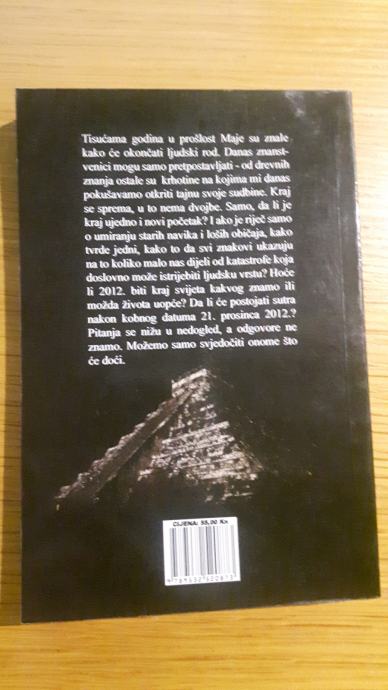 Tisućama godina u prošlost Maje su znale
kako će okončati ljudski rod. Danas znanst-
venici mogu samo pretpostavljati - od drevnih
znanja ostale su krhotine na kojima mi danas
pokušavamo otkriti tajnu svoje sudbine. Kraj
se sprema, u to nema dvojbe. Samo, da li je
kraj ujedno i novi početak? I ako je riječ samo
o umiranju starih navika i loših običaja, kako
tvrde jedni, kako to da svi znakovi ukazuju
na to koliko malo nas dijeli od katastrofe koja
doslovno može istrijebiti ljudsku vrstu? Hoće
li 2012. biti kraj svijeta kakvog znamo ili
možda života uopće? Da li će postojati sutra
nakon kobnog datuma 21. prosinca 2012.?
Pitanja se nižu u nedogled, a odgovore ne
znamo. Možemo samo svjedočiti onome što
će doći.
CIJENA: 55,00 Kn